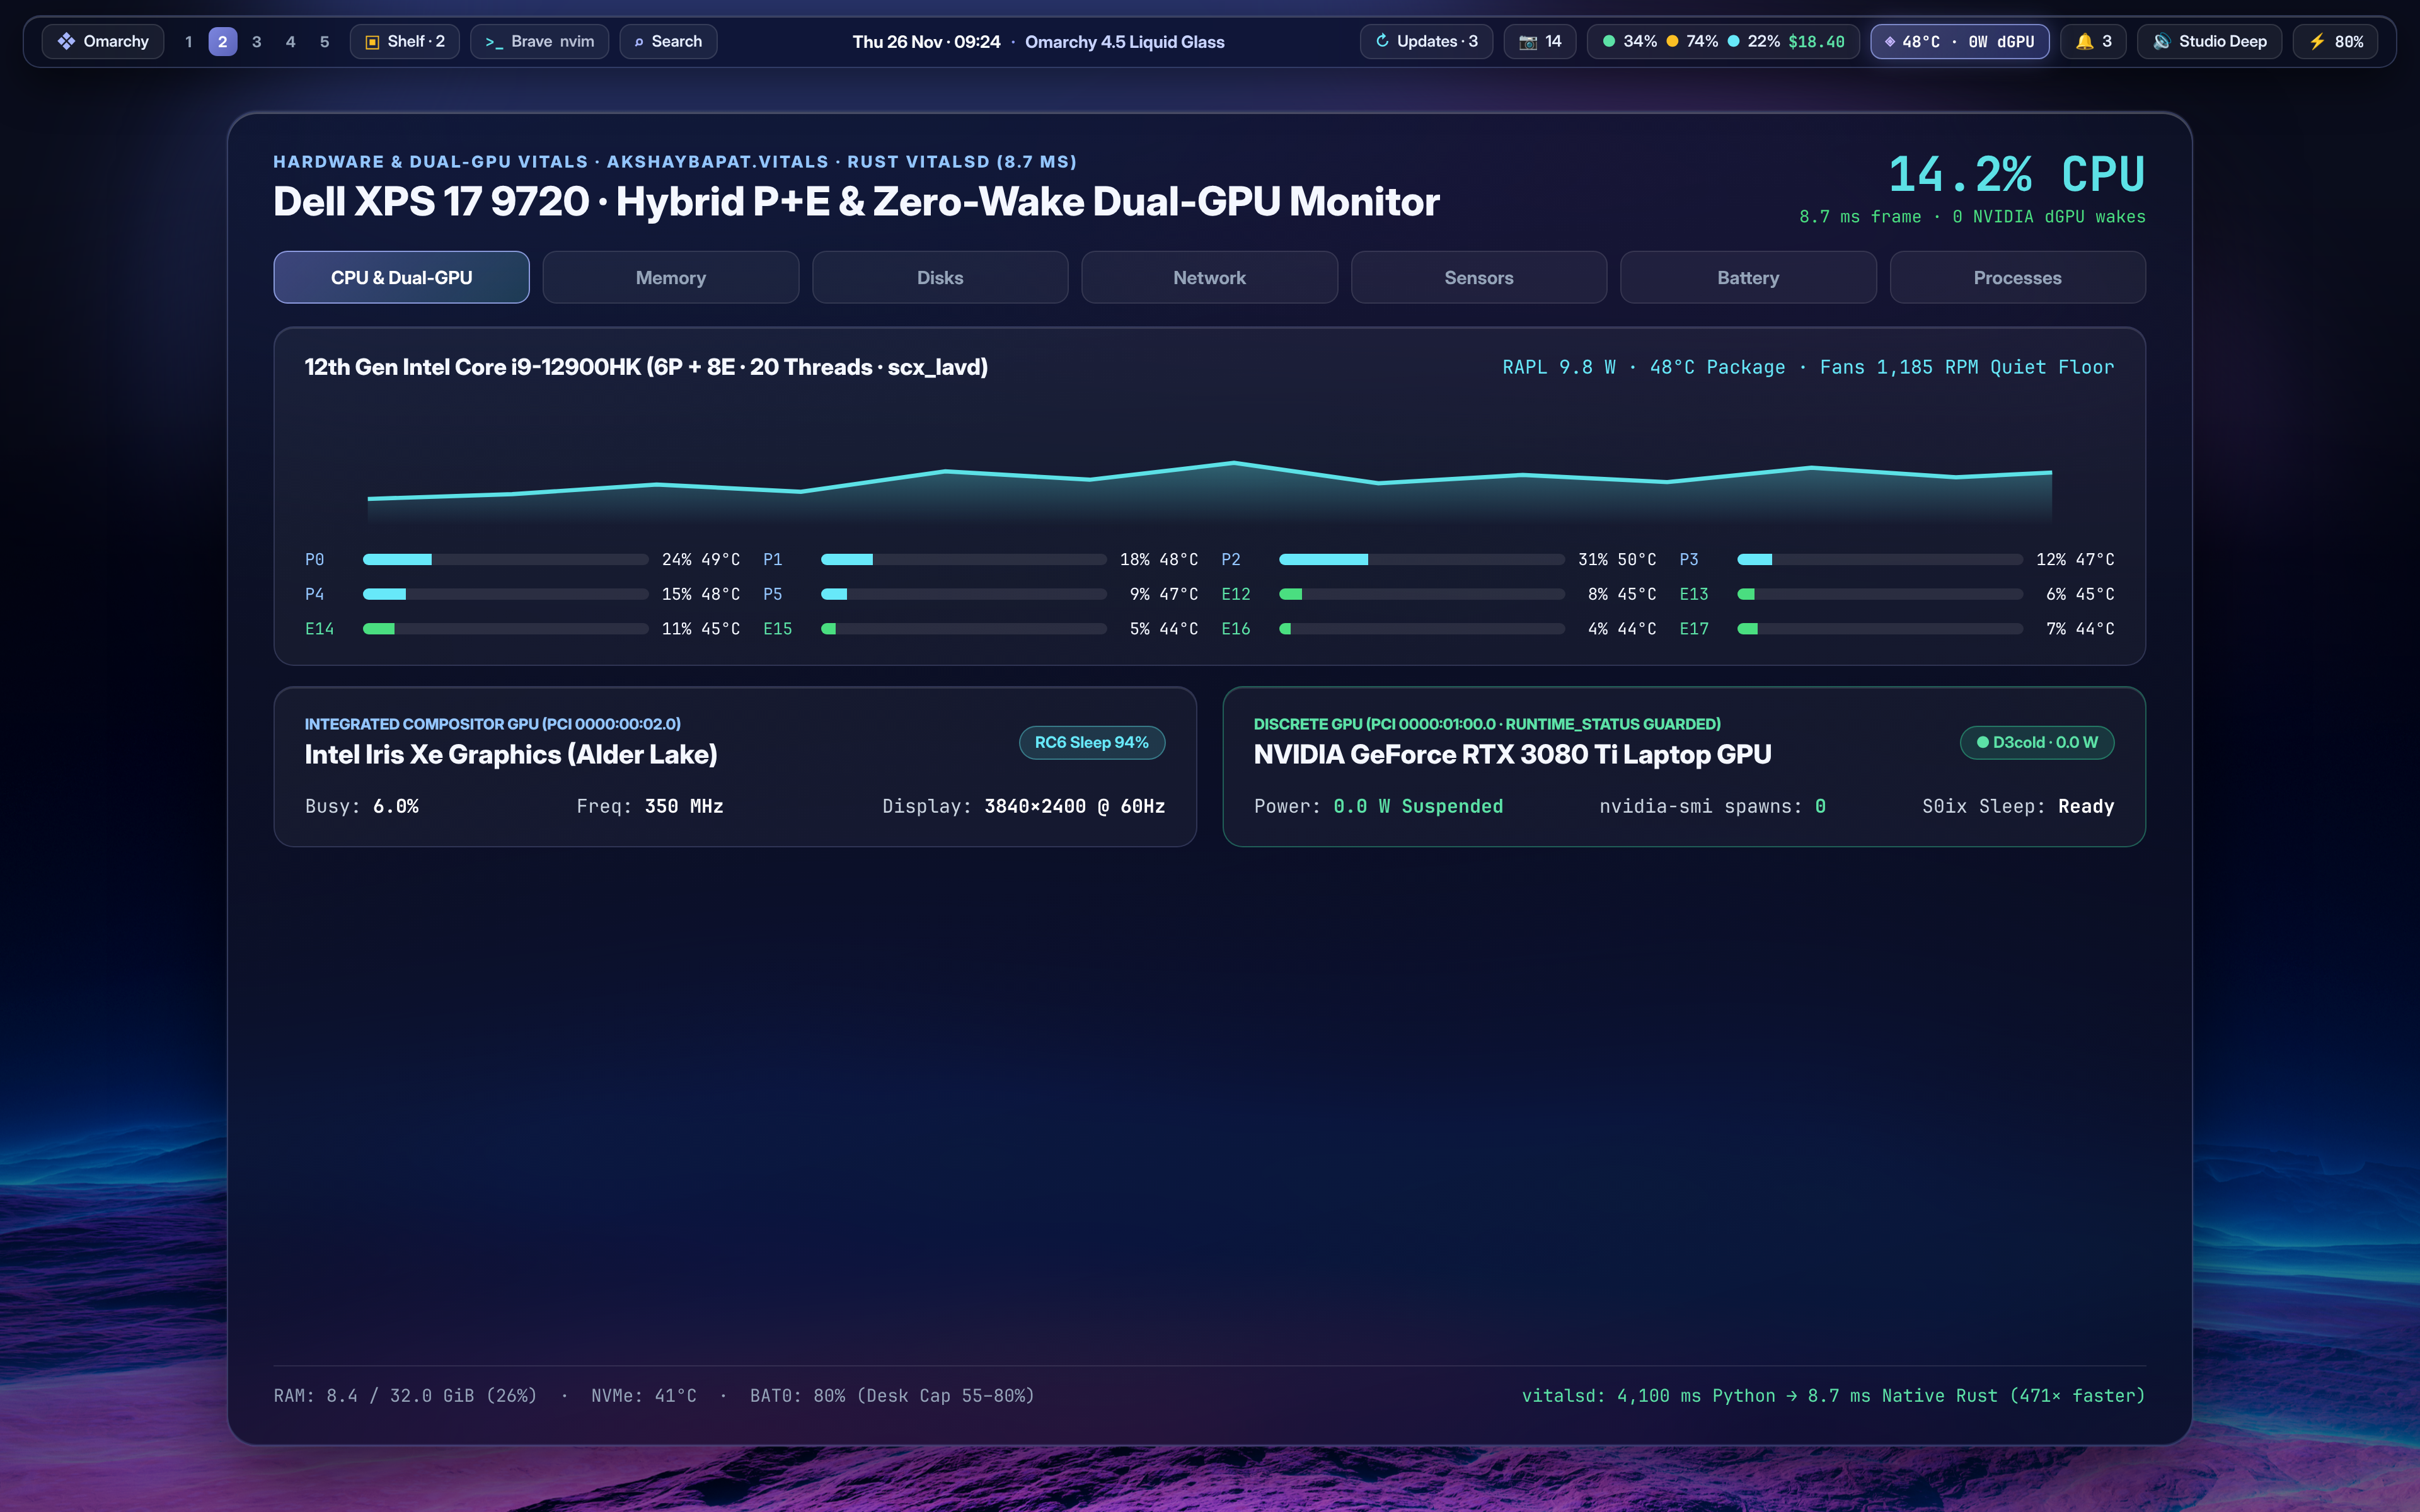 Omarchy 1 2 3 4 5 Shelf · 2 >_ Brave nvim Search Thu 26 Nov · 09:24 · Omarchy 4.5 Liquid Glass Updates · 3 14 34% 74% 22% $18.40 48°C · 0W dGPU 3 Studio Deep 80%
HARDWARE & DUAL-GPU VITALS · AKSHAYBAPAT.VITALS · RUST VITALSD (8.7 MS)
Dell XPS 17 9720 · Hybrid P+E & Zero-Wake Dual-GPU Monitor
14.2% CPU
8.7 ms frame · 0 NVIDIA dGPU wakes
CPU & Dual-GPU Memory Disks Network Sensors Battery Processes
12th Gen Intel Core i9-12900HK (6P + 8E · 20 Threads · scx_lavd) RAPL 9.8 W · 48°C Package · Fans 1,185 RPM Quiet Floor
P0 24% 49°C P1 18% 48°C P2 31% 50°C P3 12% 47°C
P4 15% 48°C P5 9% 47°C E12 8% 45°C E13 6% 45°C
E14 11% 45°C E15 5% 44°C E16 4% 44°C E17 7% 44°C
INTEGRATED COMPOSITOR GPU (PCI 0000:00:02.0)
Intel Iris Xe Graphics (Alder Lake)
RC6 Sleep 94%
Busy: 6.0% Freq: 350 MHz Display: 3840×2400 @ 60Hz
DISCRETE GPU (PCI 0000:01:00.0 · RUNTIME_STATUS GUARDED)
NVIDIA GeForce RTX 3080 Ti Laptop GPU
D3cold · 0.0 W
Power: 0.0 W Suspended nvidia-smi spawns: 0 S0ix Sleep: Ready
RAM: 8.4 / 32.0 GiB (26%) · NVMe: 41°C · BAT0: 80% (Desk Cap 55–80%) vitalsd: 4,100 ms Python → 8.7 ms Native Rust (471× faster)